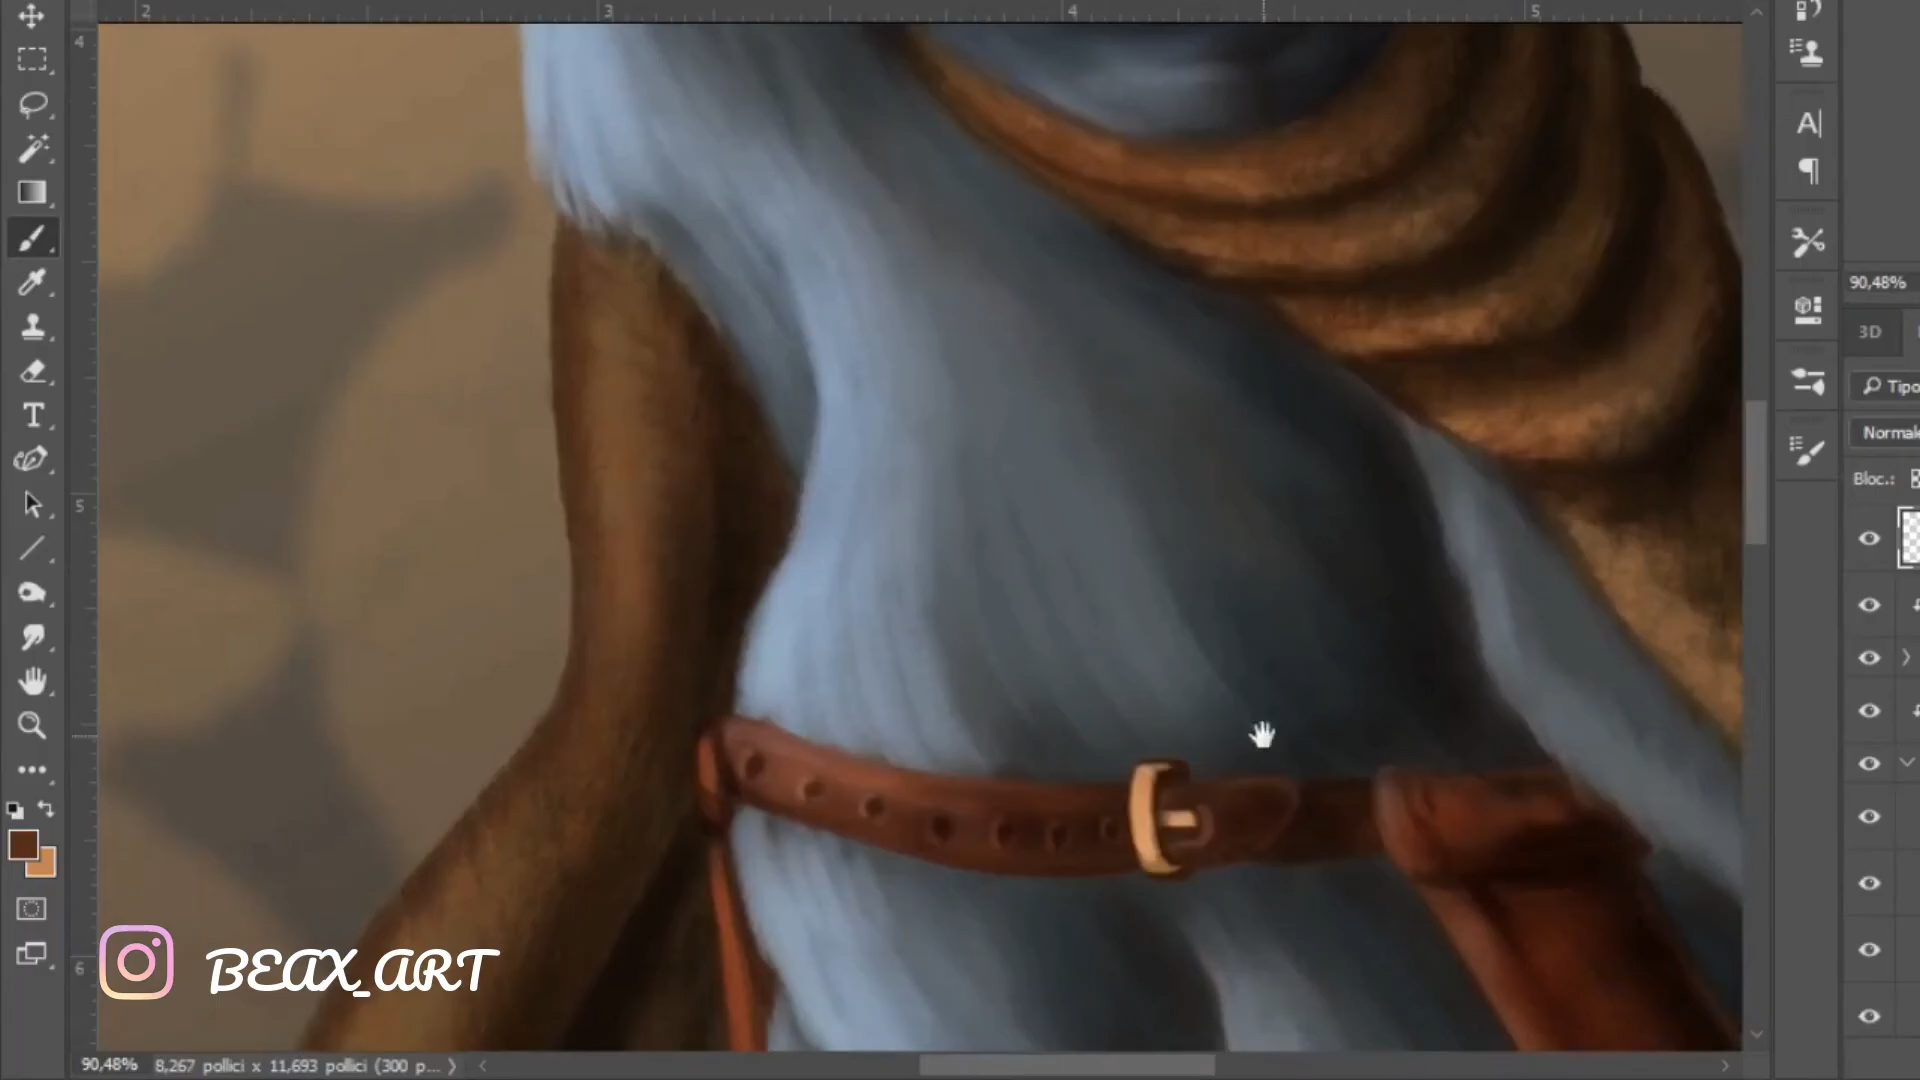 2 3 4 5
4
5
6
90,48%
3D
Tipo
Normale
Bloc.:
BEAX_ART
90,48% 8,267 pollici x 11,693 pollici (300 p...